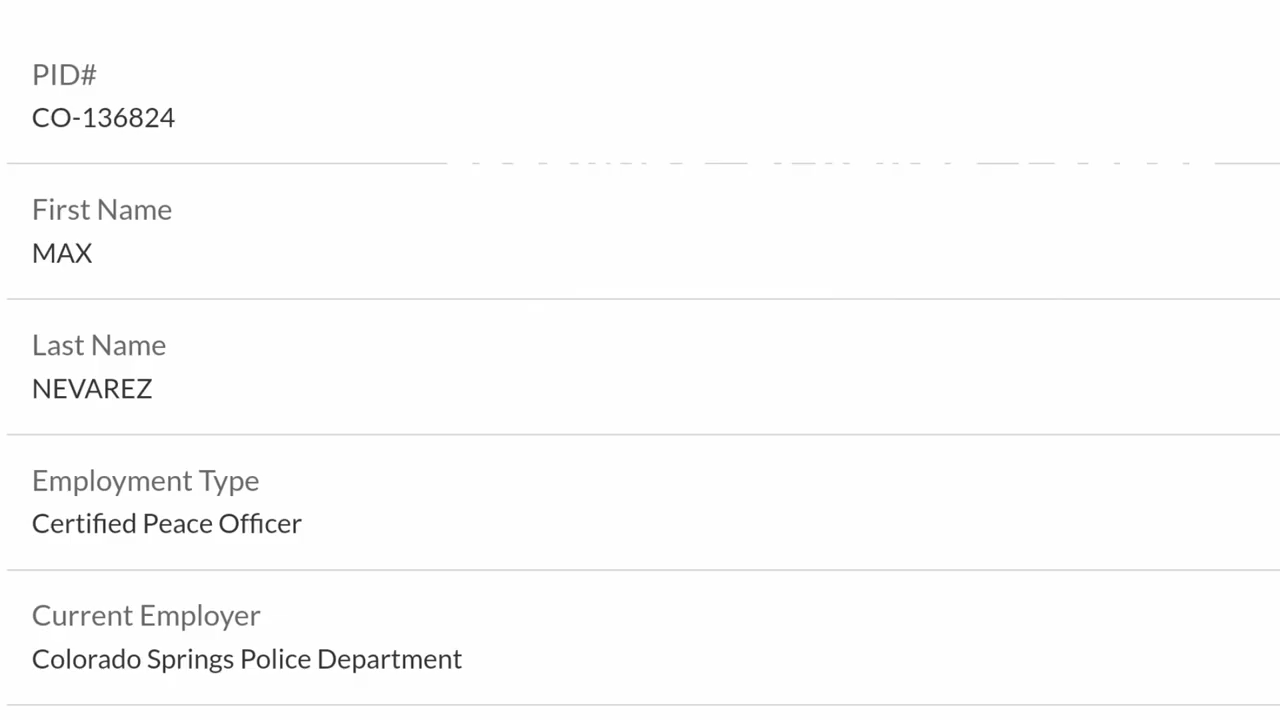 PID#
CO-136824
First Name
MAX
Last Name
NEVAREZ
Employment Type
Certified Peace Officer
Current Employer
Colorado Springs Police Department